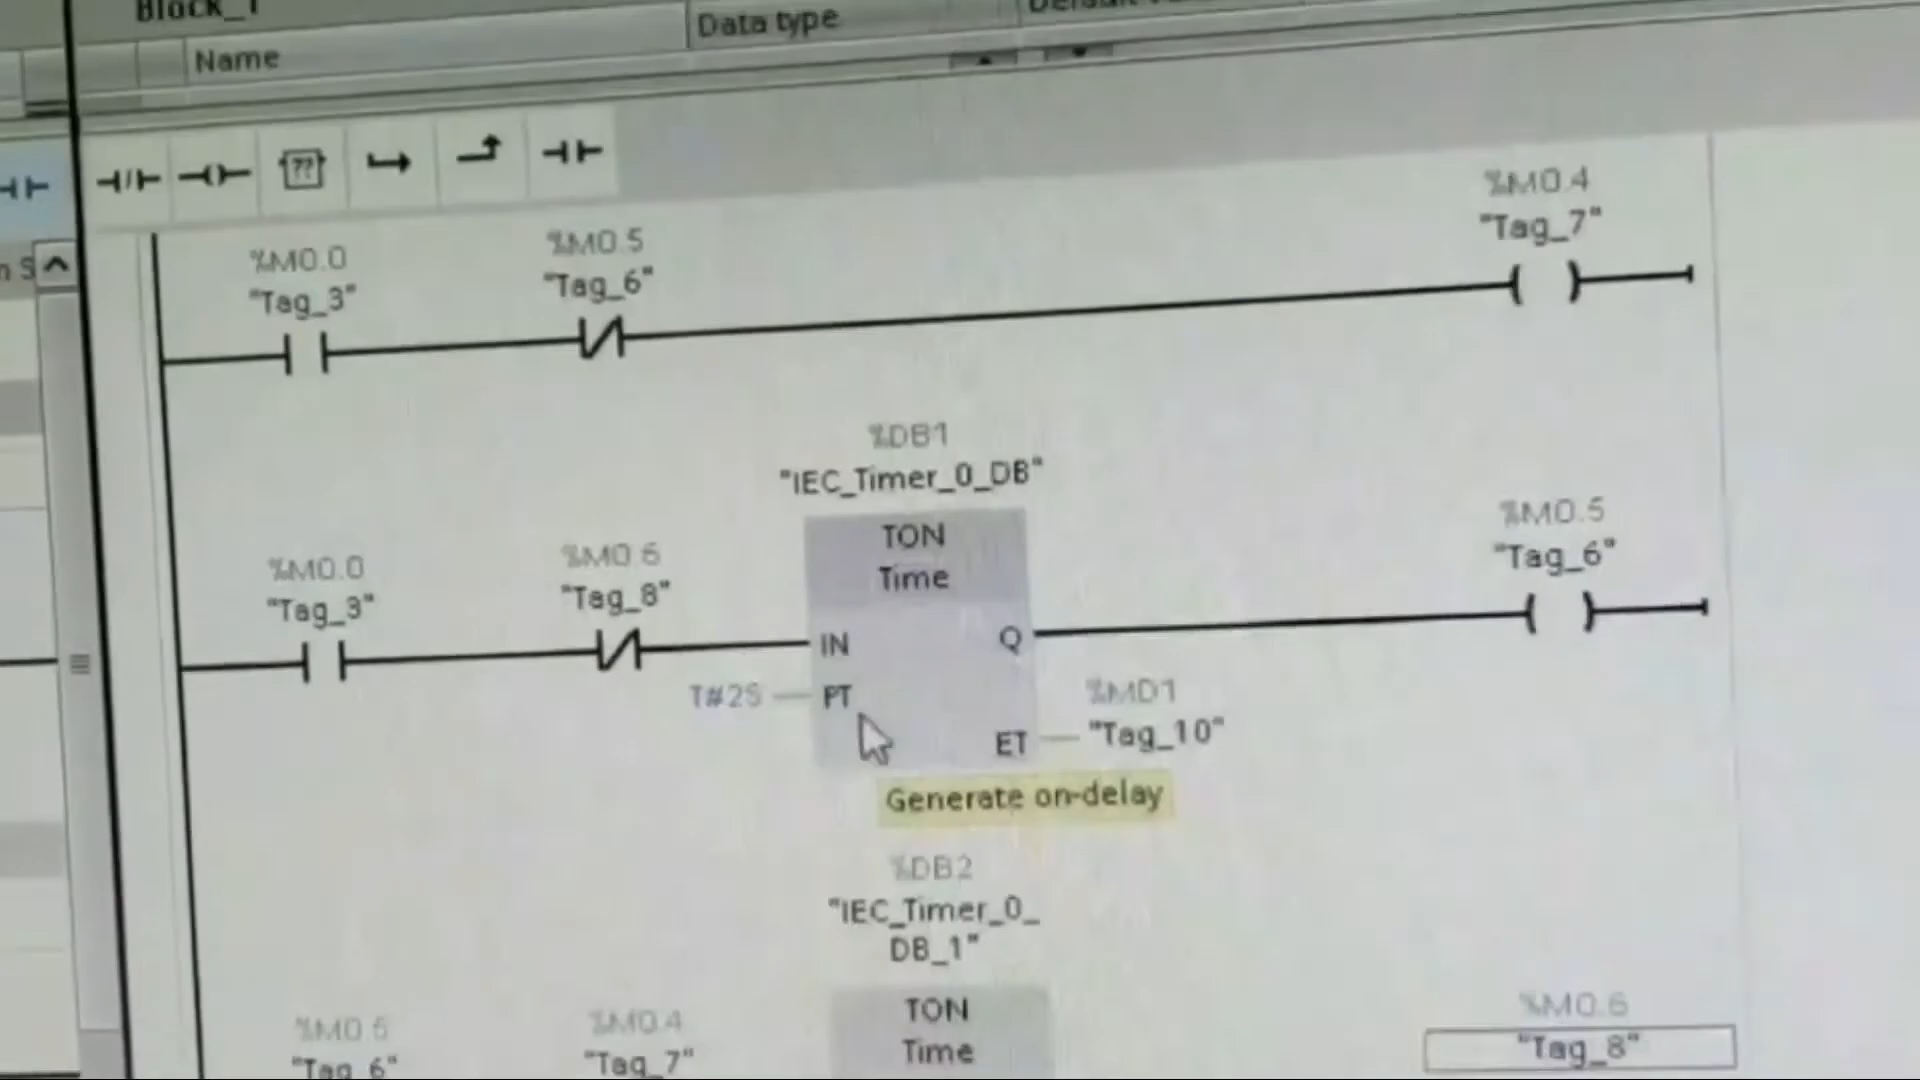 Block_1
Name
Data type
??
%M0.0
"Tag_3"
%M0.5
"Tag_6"
%M0.4
"Tag_7"
%DB1
"IEC_Timer_0_DB"
TON
Time
%M0.0
"Tag_3"
%M0.6
"Tag_8"
IN
Q
%M0.5
"Tag_6"
T#2S
PT
ET
%MD1
"Tag_10"
Generate on-delay
%DB2
"IEC_Timer_0_
DB_1"
TON
Time
%M0.5
"Tag_6"
%M0.4
"Tag_7"
%M0.6
"Tag_8"